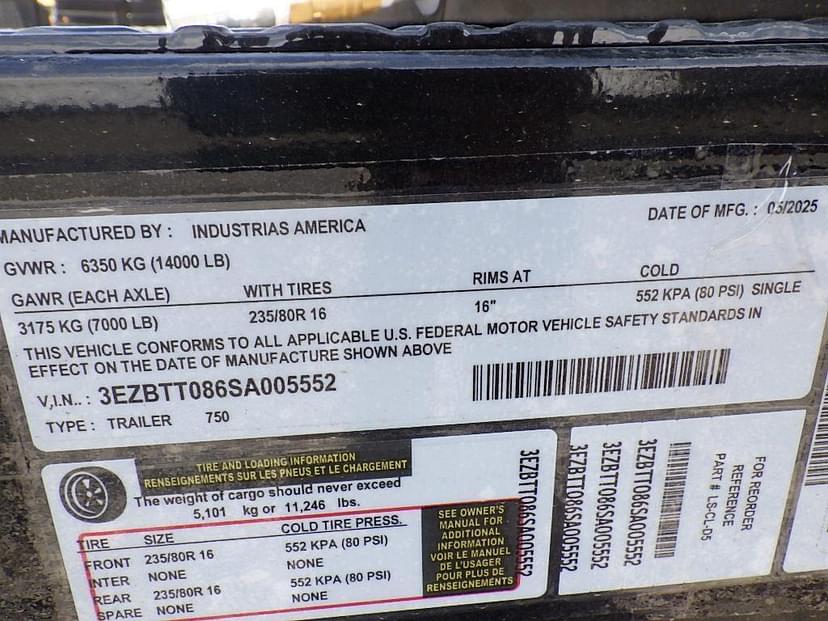 MANUFACTURED BY : INDUSTRIAS AMERICA DATE OF MFG. : 05/2025
GVWR : 6350 KG (14000 LB)
GAWR (EACH AXLE) WITH TIRES RIMS AT COLD
3175 KG (7000 LB) 235/80R 16 16" 552 KPA (80 PSI) SINGLE
THIS VEHICLE CONFORMS TO ALL APPLICABLE U.S. FEDERAL MOTOR VEHICLE SAFETY STANDARDS IN
EFFECT ON THE DATE OF MANUFACTURE SHOWN ABOVE
V,I.N.. : 3EZBTT086SA005552
TYPE : TRAILER 750
TIRE AND LOADING INFORMATION
RENSEIGNEMENTS SUR LES PNEUS ET LE CHARGEMENT
The weight of cargo should never exceed
5,101 kg or 11,246 lbs.
TIRE SIZE COLD TIRE PRESS.
FRONT 235/80R 16 552 KPA (80 PSI)
INTER NONE NONE
REAR 235/80R 16 552 KPA (80 PSI)
SPARE NONE NONE
SEE OWNER'S
MANUAL FOR
ADDITIONAL
INFORMATION
VOIR LE MANUEL
DE L'USAGER
POUR PLUS DE
RENSEIGNEMENTS
3EZBTT086SA005552
3EZBTT086SA005552
3EZBTT086SA005552
3EZBTT086SA005552
FOR REORDER
REFERENCE
PART # LS-CL-D5